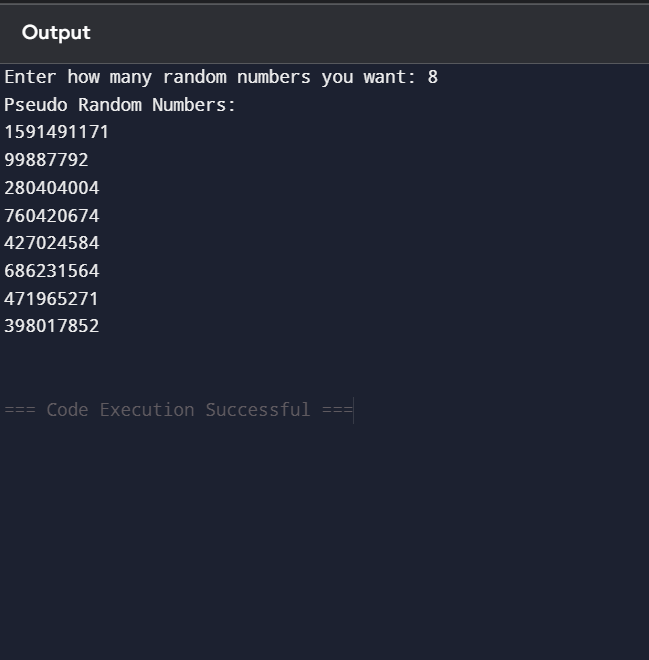 Output
Enter how many random numbers you want: 8
Pseudo Random Numbers:
1591491171
99887792
280404004
760420674
427024584
686231564
471965271
398017852
=== Code Execution Successful ===